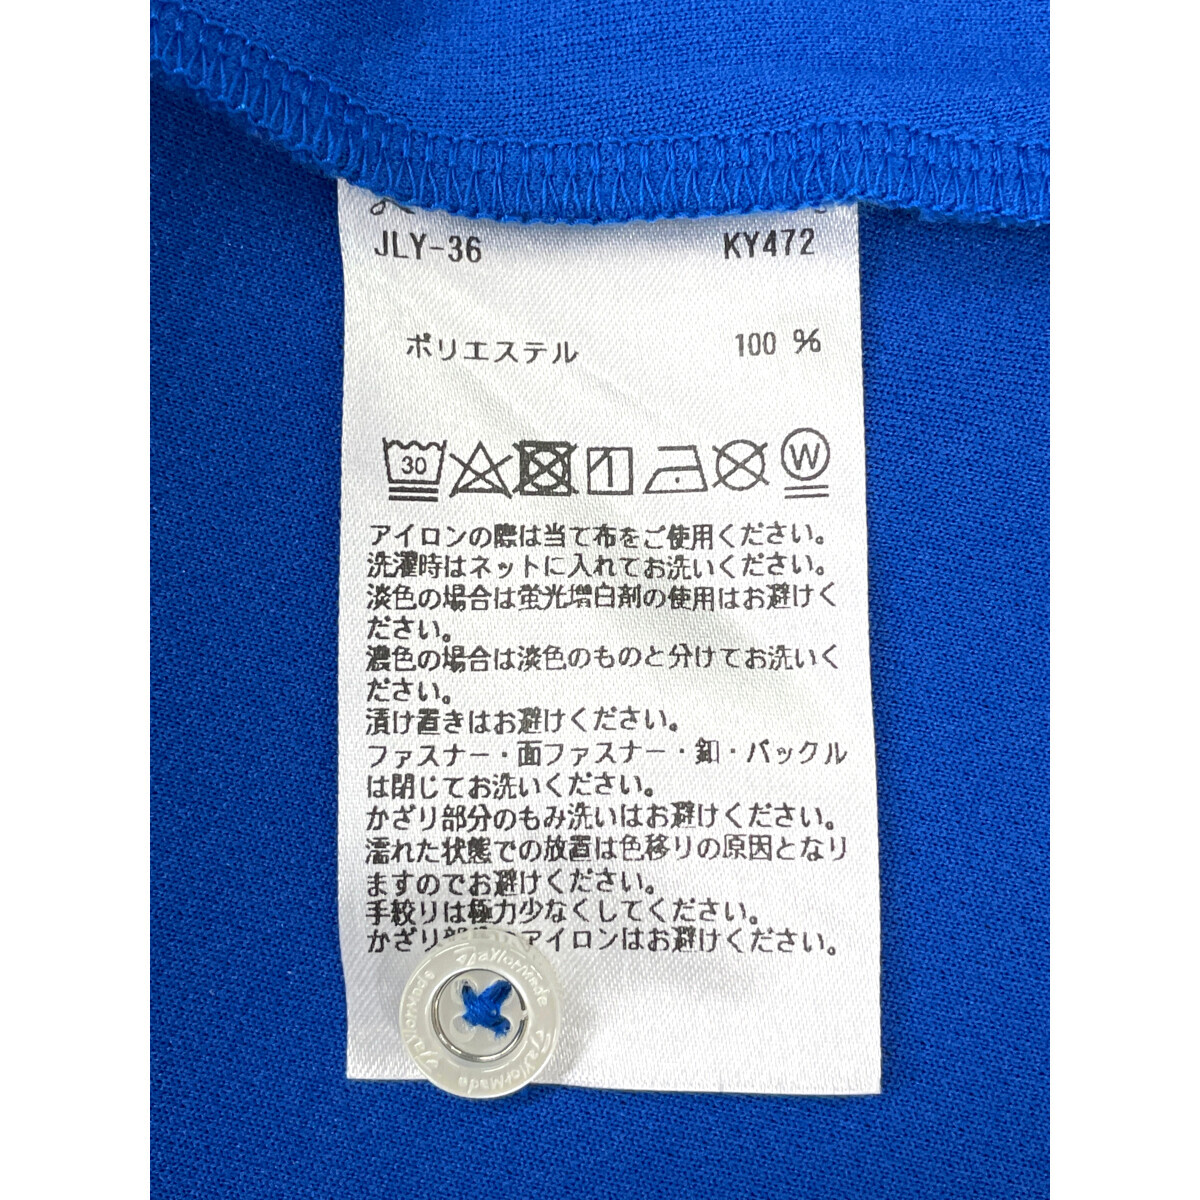 JLY-36 KY472
ポリエステル 100 %
30 W
アイロンの際は当て布をご使用ください。
洗濯時はネットに入れてお洗いください。
淡色の場合は蛍光増白剤の使用はお避けく
ださい。
濃色の場合は淡色のものと分けてお洗いく
ださい。
漬け置きはお避けください。
ファスナー・面ファスナー・釦・バックル
は閉じてお洗いください。
かざり部分のもみ洗いはお避けください。
濡れた状態での放置は色移りの原因となり
ますのでお避けください。
手絞りは極力少なくしてください。
かざり アイロンはお避けください。
TaylorMade
TaylorMade
TaylorMade